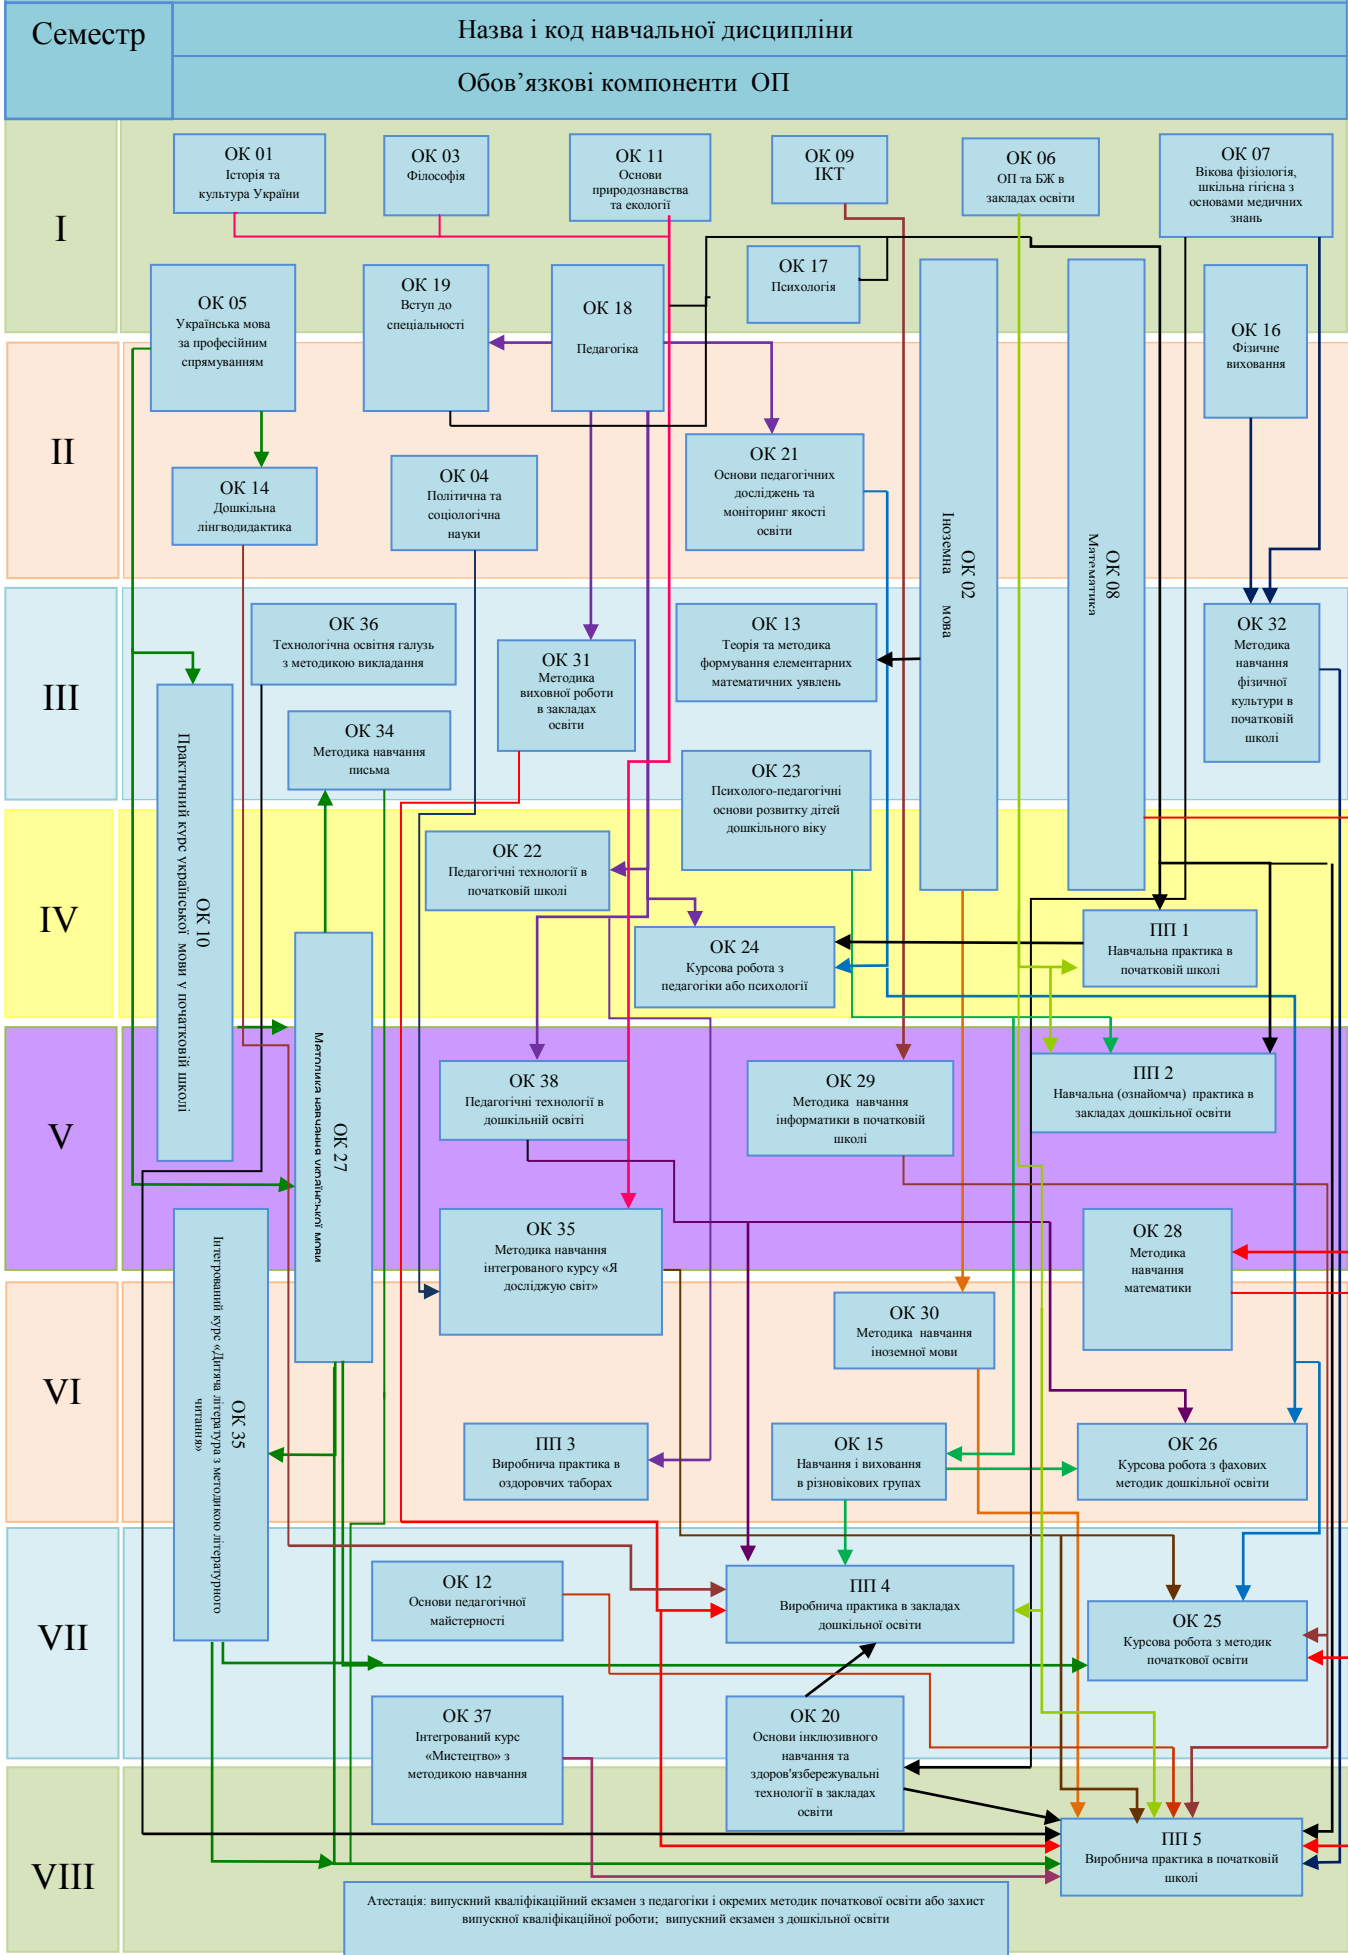 Семестр
Назва і код навчальної дисципліни
Обов’язкові компоненти ОП
I
ОК 01
Історія та
культура України
ОК 03
Філософія
ОК 11
Основи
природознавства
та екології
ОК 09
ІКТ
ОК 06
ОП та БЖ в
закладах освіти
ОК 07
Вікова фізіологія,
шкільна гігієна з
основами медичних
знань
ОК 05
Українська мова
за професійним
спрямуванням
ОК 19
Вступ до
спеціальності
ОК 18
Педагогіка
ОК 17
Психологія
ОК 16
Фізичне
виховання
II
ОК 14
Дошкільна
лінгводидактика
ОК 04
Політична та
соціологічна
науки
ОК 21
Основи педагогічних
досліджень та
моніторинг якості
освіти
ОК 02
Іноземна мова
ОК 08
Математика
III
ОК 36
Технологічна освітня галузь
з методикою викладання
ОК 31
Методика
виховної роботи
в закладах
освіти
ОК 13
Теорія та методика
формування елементарних
математичних уявлень
ОК 32
Методика
навчання
фізичної
культури в
початковій
школі
ОК 34
Методика навчання
письма
ОК 23
Психолого-педагогічні
основи розвитку дітей
дошкільного віку
IV
ОК 10
Практичний курс української мови у початковій школі
ОК 22
Педагогічні технології в
початковій школі
ОК 24
Курсова робота з
педагогіки або психології
ПП 1
Навчальна практика в
початковій школі
V
ОК 27
Методика навчання української мови
ОК 38
Педагогічні технології в
дошкільній освіті
ОК 29
Методика навчання
інформатики в початковій
школі
ПП 2
Навчальна (ознайомча) практика в
закладах дошкільної освіти
ОК 35
Методика навчання
інтегрованого курсу «Я
досліджую світ»
ОК 28
Методика
навчання
математики
VI
ОК 35
Інтегрований курс «Дитяча література з методикою літературного
читання»
ОК 30
Методика навчання
іноземної мови
ПП 3
Виробнича практика в
оздоровчих таборах
ОК 15
Навчання і виховання
в різновікових групах
ОК 26
Курсова робота з фахових
методик дошкільної освіти
VII
ОК 12
Основи педагогічної
майстерності
ПП 4
Виробнича практика в закладах
дошкільної освіти
ОК 25
Курсова робота з методик
початкової освіти
ОК 37
Інтегрований курс
«Мистецтво» з
методикою навчання
ОК 20
Основи інклюзивного
навчання та
здоров'язбережувальні
технології в закладах
освіти
VIII
ПП 5
Виробнича практика в початковій
школі
Атестація: випускний кваліфікаційний екзамен з педагогіки і окремих методик початкової освіти або захист
випускної кваліфікаційної роботи; випускний екзамен з дошкільної освіти